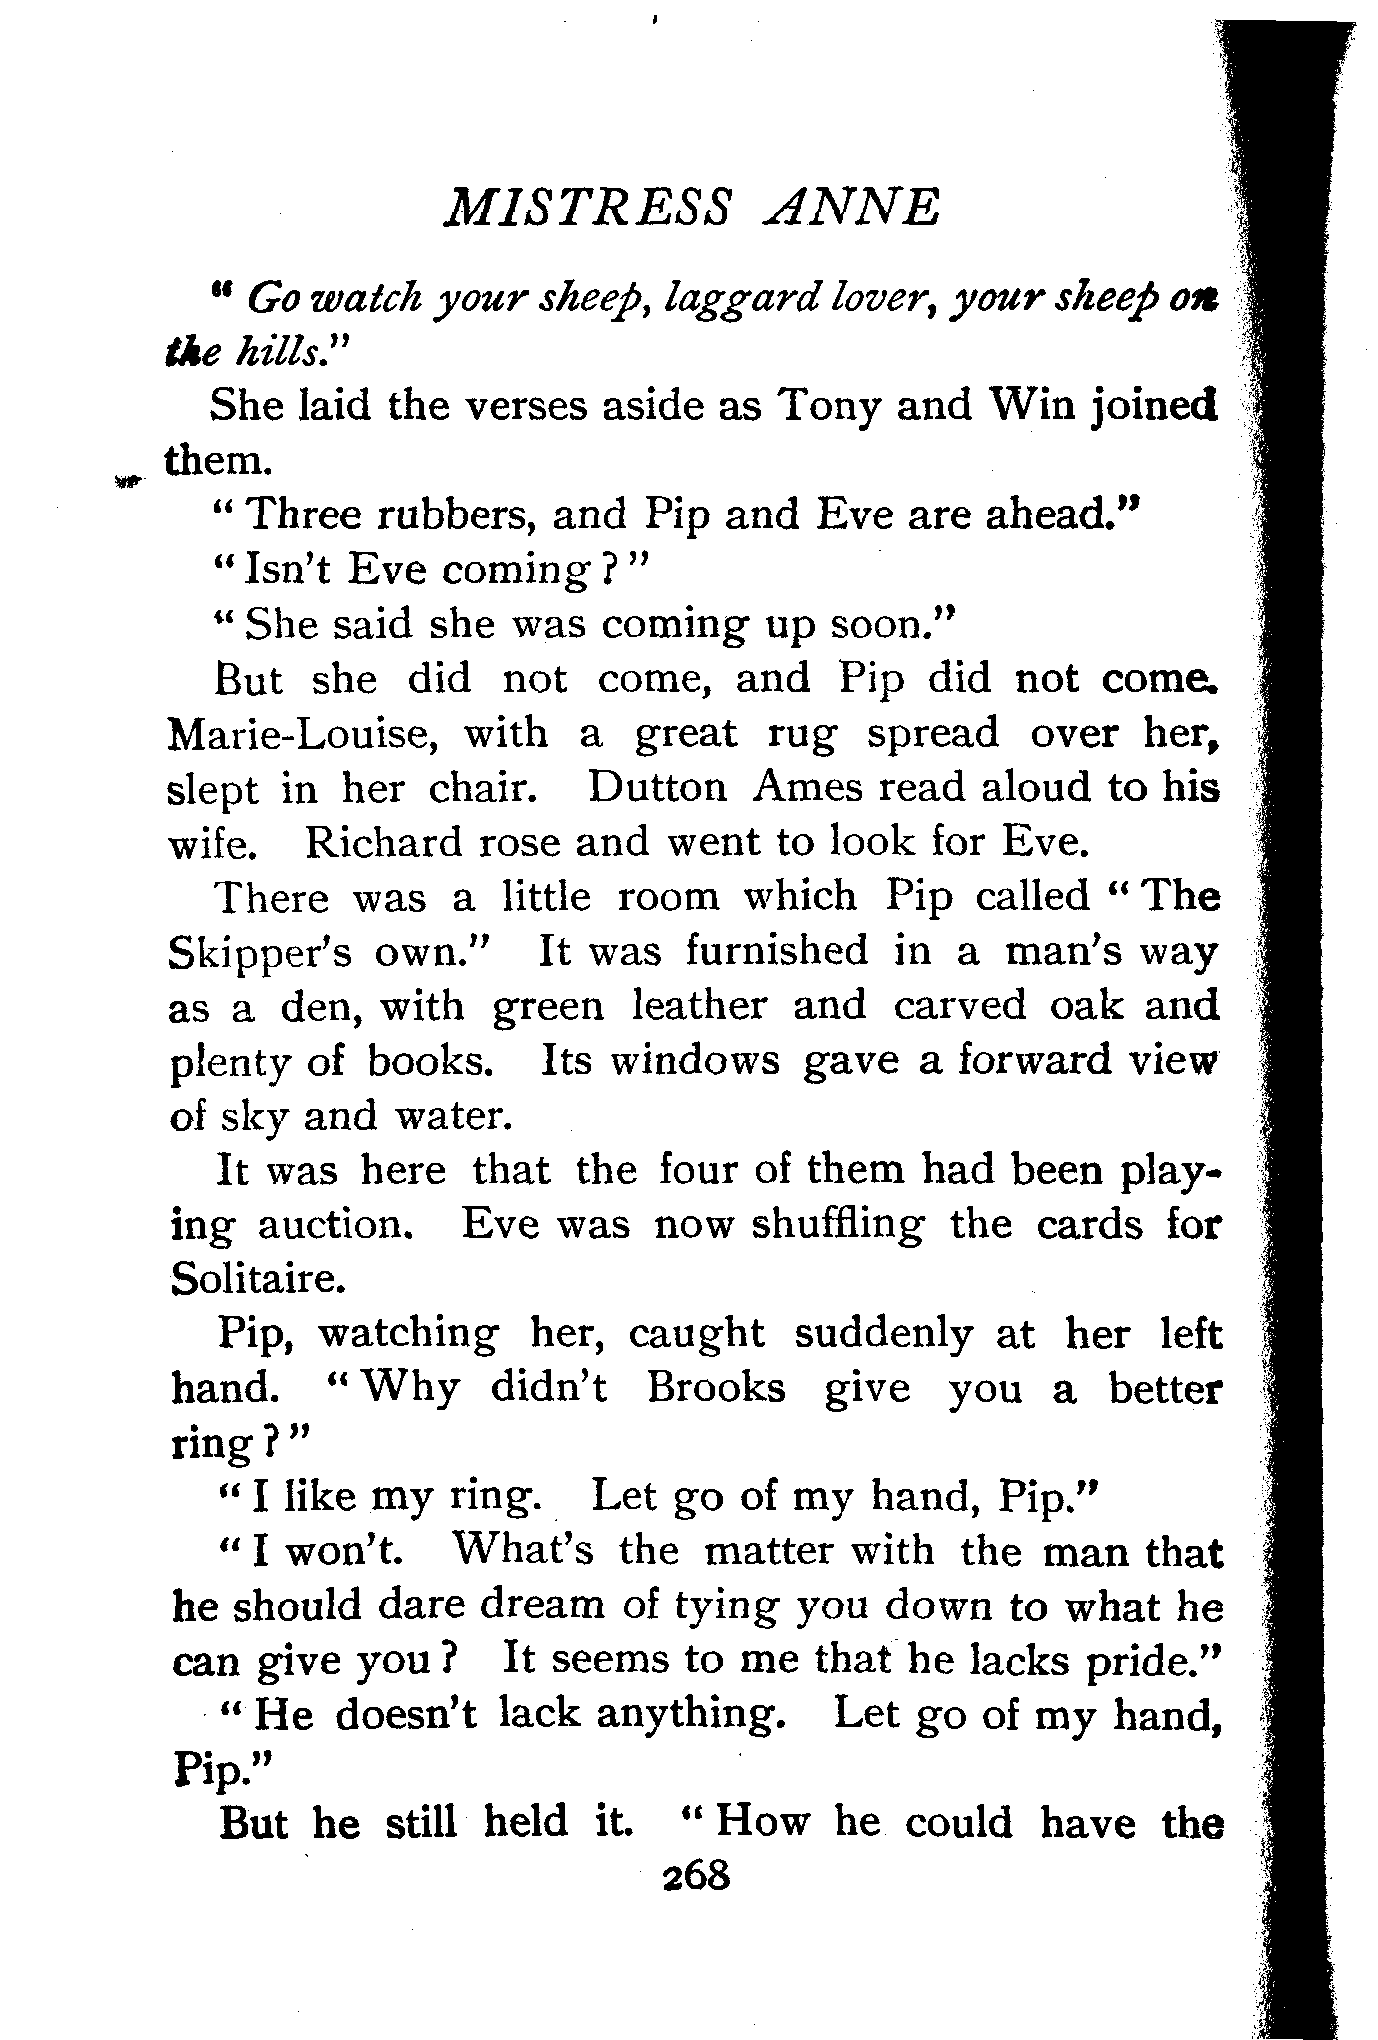 MISTRESS ANNE
" Go watch your sheep, laggard lover, your sheep on
the hills."
She laid the verses aside as Tony and Win joined
them.
" Three rubbers, and Pip and Eve are ahead."
" Isn't Eve coming ? "
" She said she was coming up soon."
But she did not come, and Pip did not come.
Marie-Louise, with a great rug spread over her,
slept in her chair. Dutton Ames read aloud to his
wife. Richard rose and went to look for Eve.
There was a little room which Pip called " The
Skipper's own." It was furnished in a man's way
as a den, with green leather and carved oak and
plenty of books. Its windows gave a forward view
of sky and water.
It was here that the four of them had been play-
ing auction. Eve was now shuffling the cards for
Solitaire.
Pip, watching her, caught suddenly at her left
hand. " Why didn't Brooks give you a better
ring ? "
" I like my ring. Let go of my hand, Pip."
" I won't. What's the matter with the man that
he should dare dream of tying you down to what he
can give you ? It seems to me that he lacks pride."
" He doesn't lack anything. Let go of my hand,
Pip."
But he still held it. " How he could have the
268